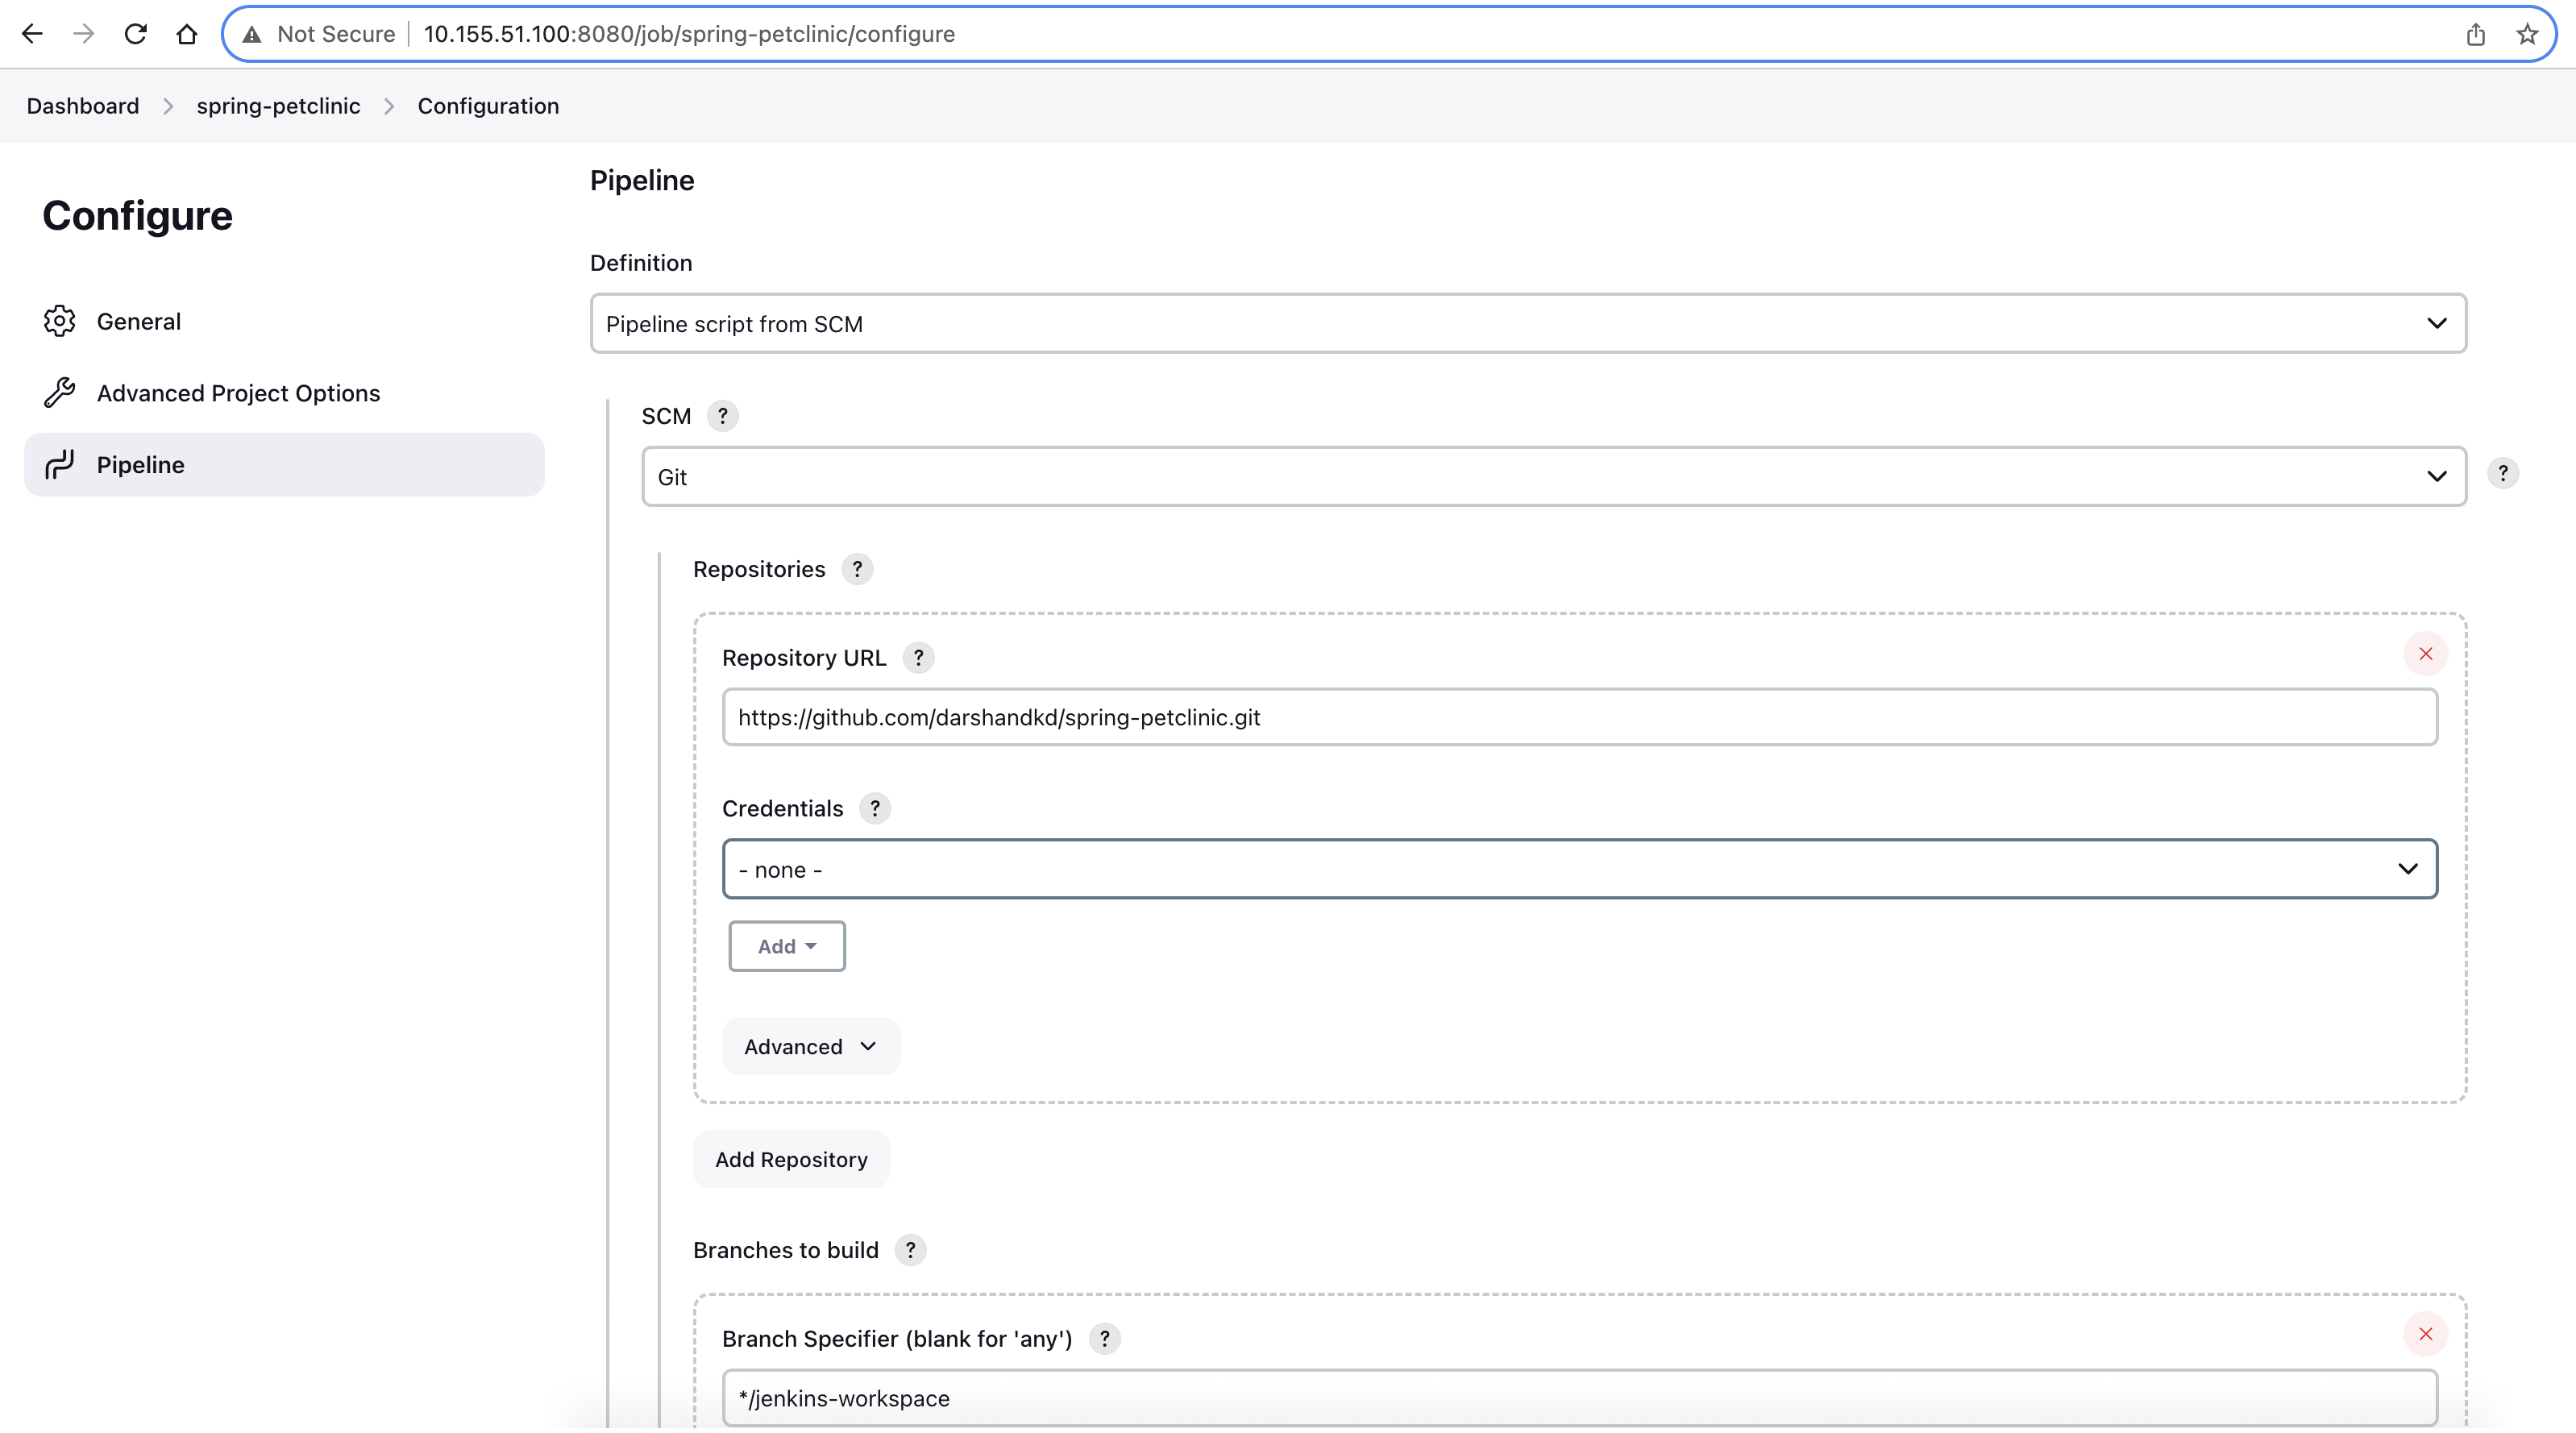 Not Secure 10.155.51.100:8080/job/spring-petclinic/configure
Dashboard spring-petclinic Configuration
Configure
General
Advanced Project Options
Pipeline
Pipeline
Definition
Pipeline script from SCM
SCM ?
Git
?
Repositories ?
Repository URL ?
https://github.com/darshandkd/spring-petclinic.git
Credentials ?
- none -
Add
Advanced
Add Repository
Branches to build ?
Branch Specifier (blank for 'any') ?
*/jenkins-workspace